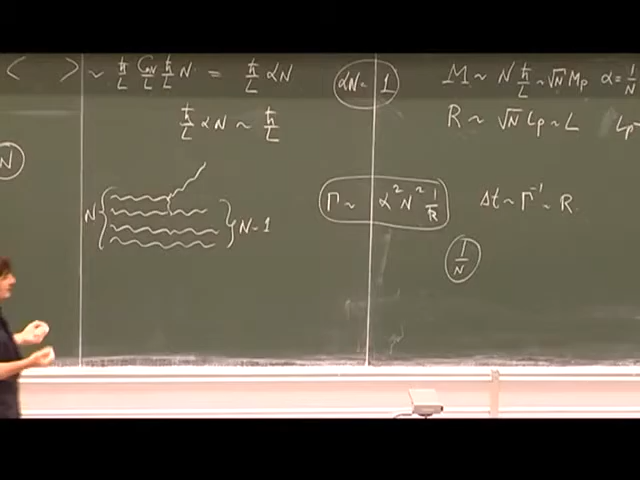 ⟨ ⟩ ~ ħ/L G_N/L ħ/L N = ħ/L αN
αN = 1
M ~ N ħ/L ~ √N M_p α = 1/N
ħ/L αN ~ ħ/L
R ~ √N L_p ~ L L_p
N
N { } N-1
Γ ~ α² N² 1/R
Δt ~ Γ⁻¹ ~ R.
1/N